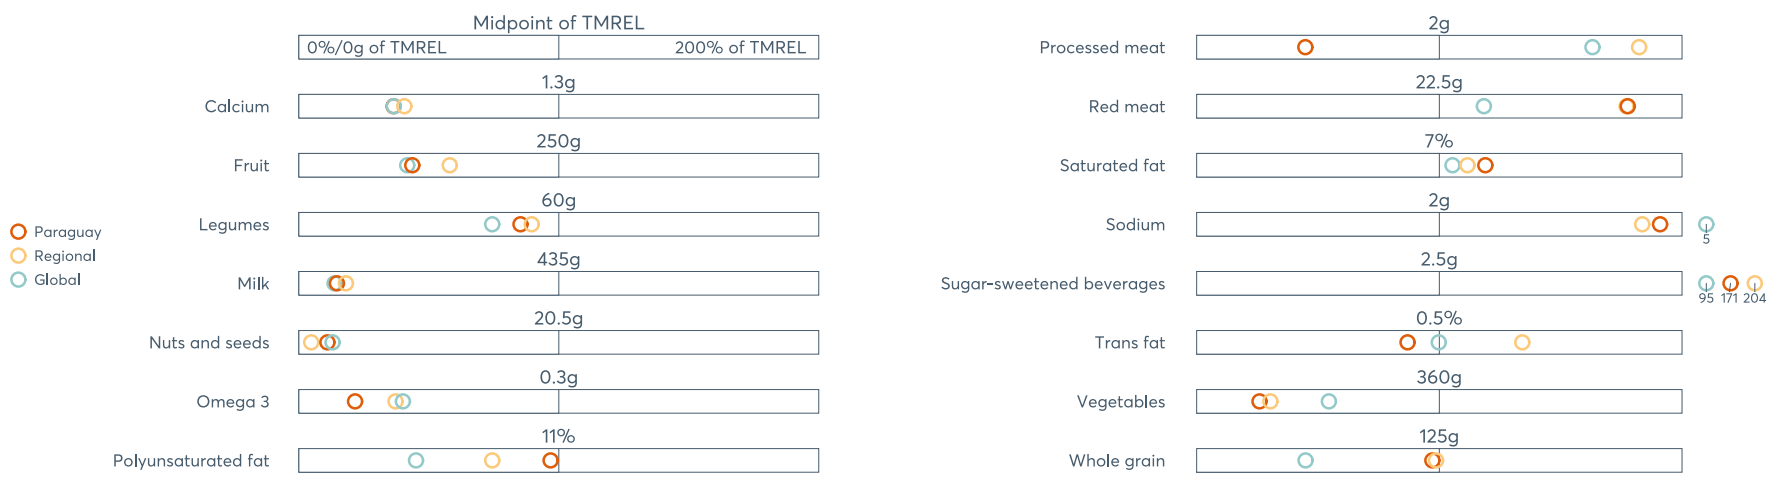 Midpoint of TMREL
0%/0g of TMREL 200% of TMREL
1.3g
Calcium
250g
Fruit
60g
Legumes
435g
Milk
20.5g
Nuts and seeds
0.3g
Omega 3
11%
Polyunsaturated fat
Paraguay
Regional
Global
2g
Processed meat
22.5g
Red meat
7%
Saturated fat
2g
Sodium
5
2.5g
Sugar-sweetened beverages
95 171 204
0.5%
Trans fat
360g
Vegetables
125g
Whole grain